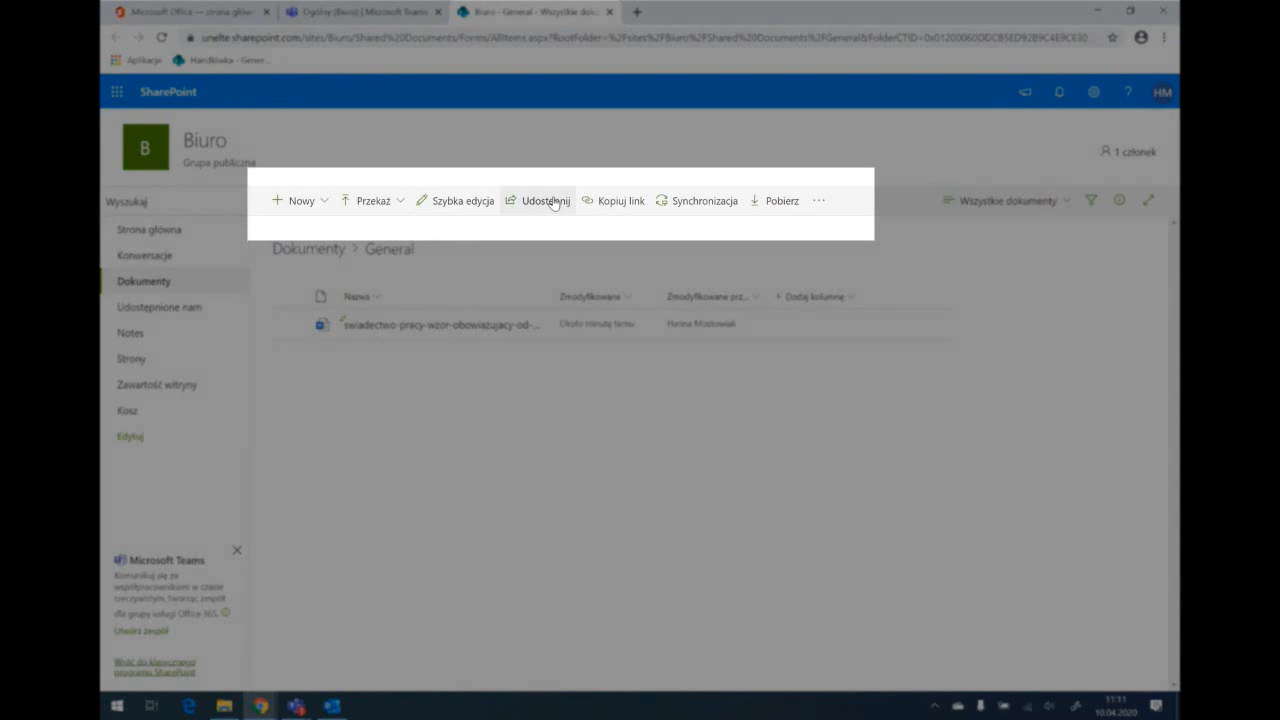 Microsoft Office — strona głów
Ogólny (Biuro) | Microsoft Teams
Biuro - General - Wszystkie dok
unelte.sharepoint.com/sites/Biuro/Shared%20Documents/Forms/AllItems.aspx?RootFolder=%2Fsites%2FBiuro%2FShared%20Documents%2FGeneral&FolderCTID=
Aplikacje
Handlówka - Gener...
SharePoint
HM
B
Biuro
Grupa publiczna
1 członek
Wyszukaj
Nowy
Przekaż
Szybka edycja
Udostępnij
Kopiuj link
Synchronizacja
Pobierz
···
Wszystkie dokumenty
Strona główna
Konwersacje
Dokumenty
Udostępnione nam
Notes
Strony
Zawartość witryny
Kosz
Edytuj
Dokumenty > General
Nazwa
Zmodyfikowane
Zmodyfikowane prz...
+ Dodaj kolumnę
swiadectwo-pracy-wzor-obowiazujacy-od-...
Około minutę temu
Hanna Mostowiak
Microsoft Teams
Komunikuj się ze
współpracownikami w czasie
rzeczywistym, tworząc zespół
dla grupy usługi Office 365.
Utwórz zespół
Wróć do klasycznego
programu SharePoint
11:11
10.04.2020